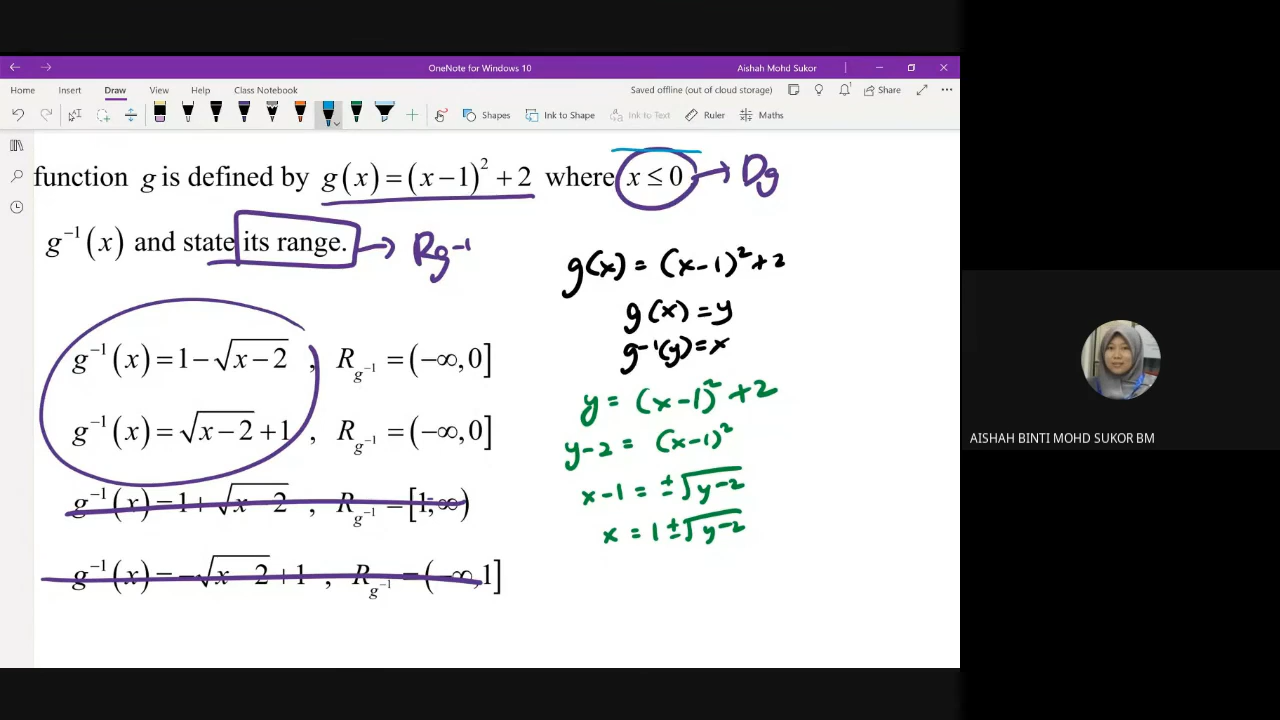 OneNote for Windows 10
Aishah Mohd Sukor
Home Insert Draw View Help Class Notebook
Saved offline (out of cloud storage)
Share
Shapes Ink to Shape Ink to Text Ruler Maths
function g is defined by g(x) = (x − 1)² + 2 where x ≤ 0 → Dg
g⁻¹(x) and state its range. → Rg⁻¹
g(x) = (x−1)² + 2
g(x) = y
g⁻¹(y) = x
y = (x−1)² + 2
y−2 = (x−1)²
x−1 = ±√y−2
x = 1 ± √y−2
g⁻¹(x) = 1 − √x − 2 , R_g⁻¹ = (−∞, 0]
g⁻¹(x) = √x − 2 + 1 , R_g⁻¹ = (−∞, 0]
g⁻¹(x) = 1 + √x − 2 , R_g⁻¹ = [1, ∞)
g⁻¹(x) = −√x − 2 + 1 , R_g⁻¹ = (−∞, 1]
AISHAH BINTI MOHD SUKOR BM